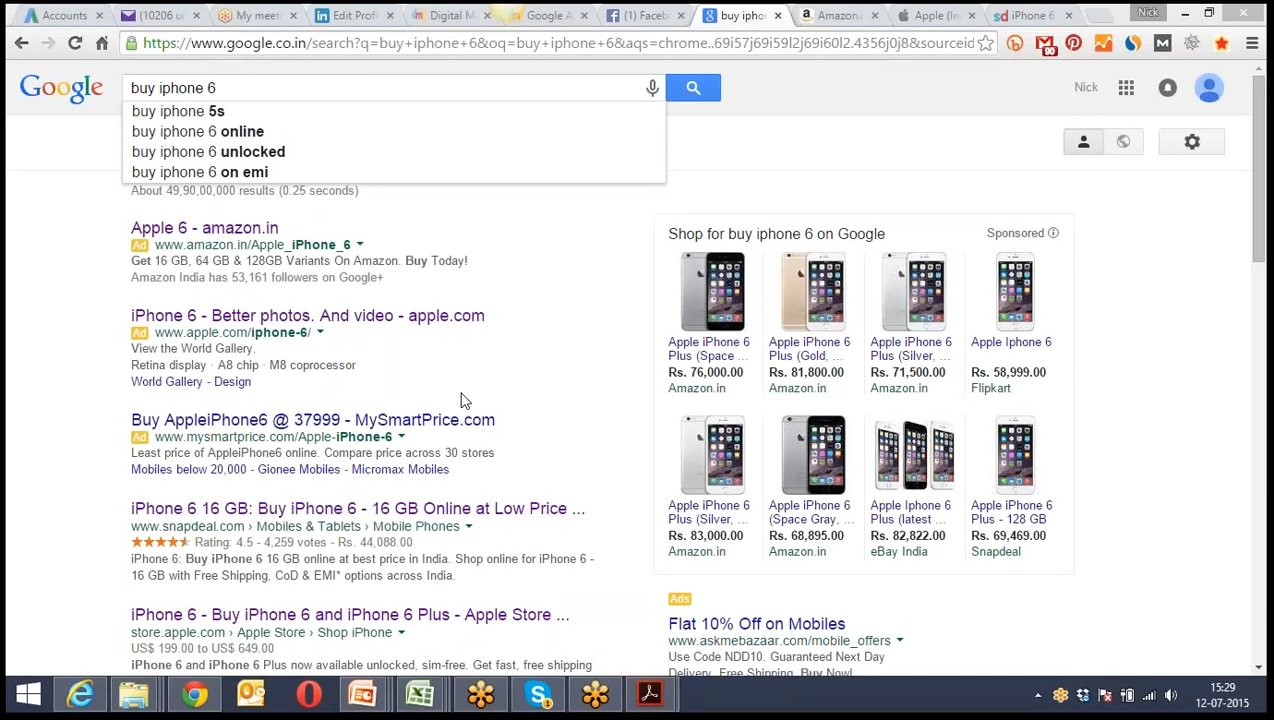 Accounts
(10206 un
My meeti
Edit Profi
Digital M
Google A
(1) Faceb
buy ipho
Amazon.i
Apple (In
iPhone 6
Nick
https://www.google.co.in/search?q=buy+iphone+6&oq=buy+iphone+6&aqs=chrome..69i57j69i59l2j69i60l2.4356j0j8&sourceid
90
Google
buy iphone 6
Nick
buy iphone 5s
buy iphone 6 online
buy iphone 6 unlocked
buy iphone 6 on emi
About 49,90,00,000 results (0.25 seconds)
Apple 6 - amazon.in
Ad www.amazon.in/Apple_iPhone_6
Get 16 GB, 64 GB & 128GB Variants On Amazon. Buy Today!
Amazon India has 53,161 followers on Google+
iPhone 6 - Better photos. And video - apple.com
Ad www.apple.com/iphone-6/
View the World Gallery.
Retina display · A8 chip · M8 coprocessor
World Gallery - Design
Buy AppleiPhone6 @ 37999 - MySmartPrice.com
Ad www.mysmartprice.com/Apple-iPhone-6
Least price of AppleiPhone6 online. Compare price across 30 stores
Mobiles below 20,000 - Gionee Mobiles - Micromax Mobiles
iPhone 6 16 GB: Buy iPhone 6 - 16 GB Online at Low Price ...
www.snapdeal.com › Mobiles & Tablets › Mobile Phones
Rating: 4.5 - 4,259 votes - Rs. 44,088.00
iPhone 6: Buy iPhone 6 16 GB online at best price in India. Shop online for iPhone 6 -
16 GB with Free Shipping, CoD & EMI* options across India.
iPhone 6 - Buy iPhone 6 and iPhone 6 Plus - Apple Store ...
store.apple.com › Apple Store › Shop iPhone
US$ 199.00 to US$ 649.00
iPhone 6 and iPhone 6 Plus now available unlocked, sim-free. Get fast, free shipping
Shop for buy iphone 6 on Google
Sponsored
Apple iPhone 6
Plus (Space ...
Rs. 76,000.00
Amazon.in
Apple iPhone 6
Plus (Gold, ...
Rs. 81,800.00
Amazon.in
Apple iPhone 6
Plus (Silver, ...
Rs. 71,500.00
Amazon.in
Apple Iphone 6
Rs. 58,999.00
Flipkart
Apple iPhone 6
Plus (Silver, ...
Rs. 83,000.00
Amazon.in
Apple iPhone 6
(Space Gray, ...
Rs. 68,895.00
Amazon.in
Apple Iphone 6
Plus (latest ...
Rs. 82,822.00
eBay India
Apple iPhone 6
Plus - 128 GB
Rs. 69,469.00
Snapdeal
Ads
Flat 10% Off on Mobiles
www.askmebazaar.com/mobile_offers
Use Code NDD10. Guaranteed Next Day
Delivery. Free Shipping. Buy Now!
15:29
12-07-2015